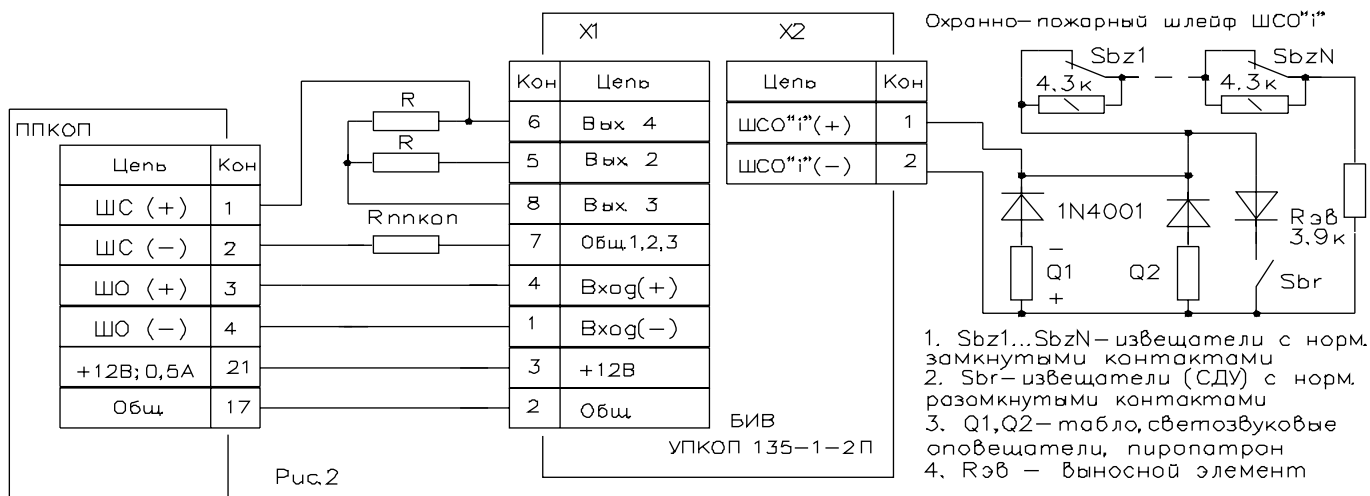 X1
X2
Охранно-пожарный шлейф ШСО"i"
Кон Цепь
6 Вых 4
5 Вых 2
8 Вых. 3
7 Общ.1,2,3
4 Вход(+)
1 Вход(-)
3 +12В
2 Общ
Цепь Кон
ШСО"i"(+) 1
ШСО"i"(-) 2
ППКОП
Цепь Кон
ШС (+) 1
ШС (-) 2
ШО (+) 3
ШО (-) 4
+12В;0,5А 21
Общ 17
R
R
Rппкоп
Sbz1
SbzN
4.3к
4.3к
1N4001
Rэв
3.9к
−
Q1
+
Q2
Sbr
БИВ
УПКОП 135-1-2П
Рис.2
1. Sbz1...SbzN-извещатели с норм.
замкнутыми контактами
2. Sbr-извещатели (СДУ) с норм.
разомкнутыми контактами
3. Q1,Q2-табло,светозвуковые
оповещатели, пиропатрон
4. Rэв - выносной элемент